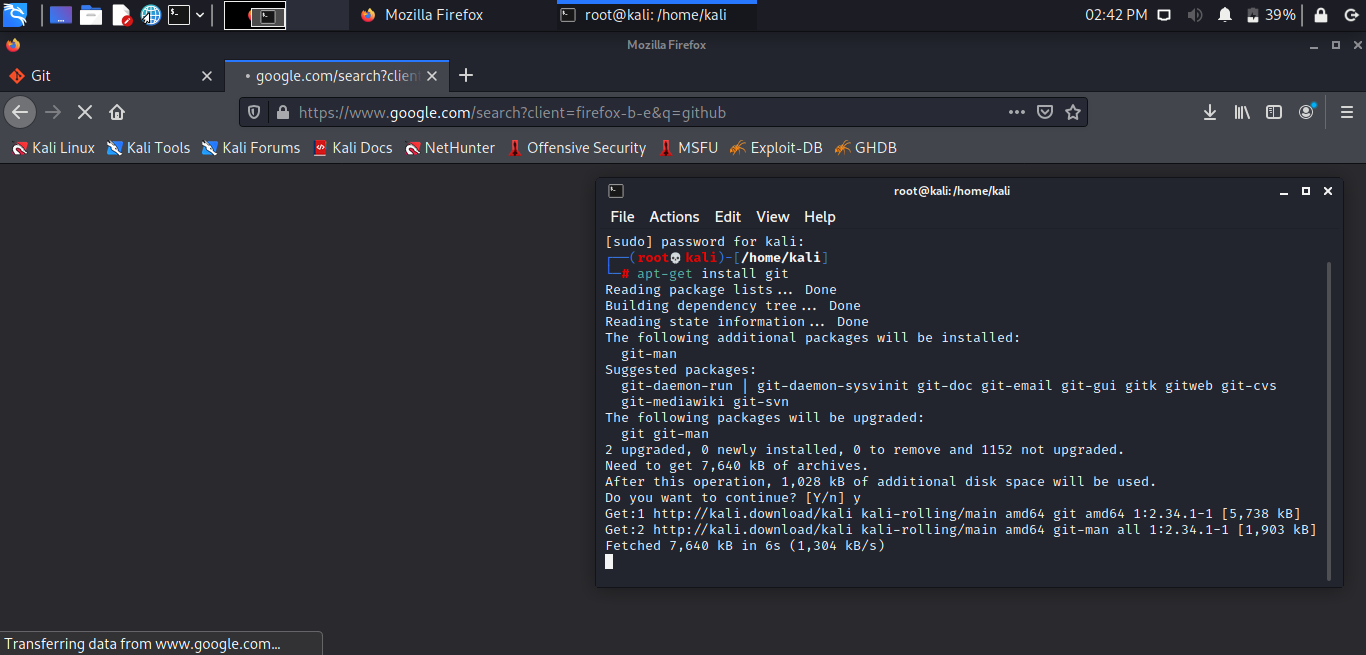 Mozilla Firefox
root@kali: /home/kali
02:42 PM
39%
Mozilla Firefox
Git
google.com/search?clien
https://www.google.com/search?client=firefox-b-e&q=github
Kali Linux
Kali Tools
Kali Forums
Kali Docs
NetHunter
Offensive Security
MSFU
Exploit-DB
GHDB
root@kali: /home/kali
File Actions Edit View Help
[sudo] password for kali:
┌──(root💀kali)-[/home/kali]
└─# apt-get install git
Reading package lists... Done
Building dependency tree... Done
Reading state information... Done
The following additional packages will be installed:
  git-man
Suggested packages:
  git-daemon-run | git-daemon-sysvinit git-doc git-email git-gui gitk gitweb git-cvs
  git-mediawiki git-svn
The following packages will be upgraded:
  git git-man
2 upgraded, 0 newly installed, 0 to remove and 1152 not upgraded.
Need to get 7,640 kB of archives.
After this operation, 1,028 kB of additional disk space will be used.
Do you want to continue? [Y/n] y
Get:1 http://kali.download/kali kali-rolling/main amd64 git amd64 1:2.34.1-1 [5,738 kB]
Get:2 http://kali.download/kali kali-rolling/main amd64 git-man all 1:2.34.1-1 [1,903 kB]
Fetched 7,640 kB in 6s (1,304 kB/s)
Transferring data from www.google.com...